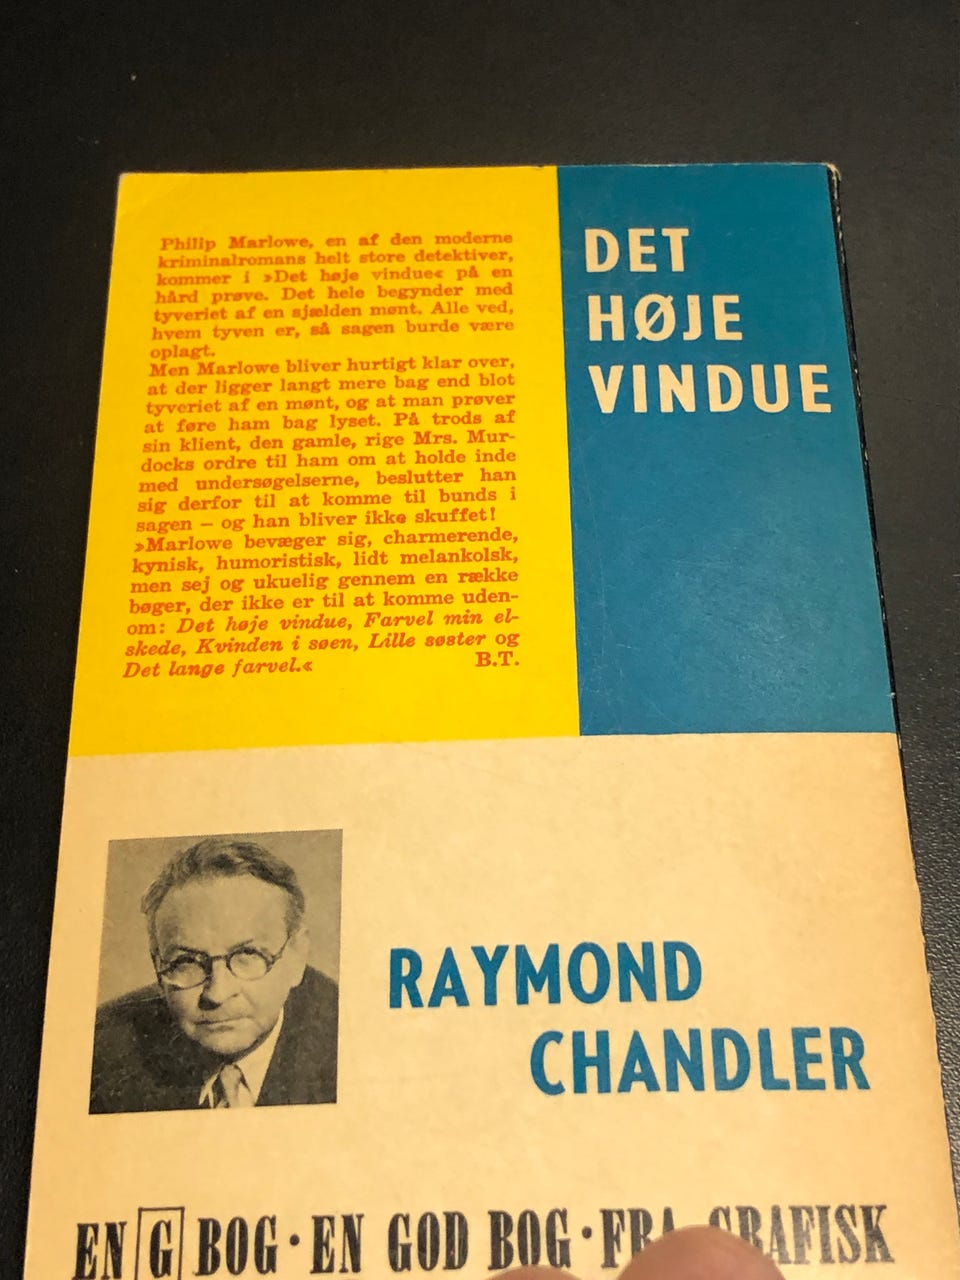 Philip Marlowe, en af den moderne
kriminalromans helt store detektiver,
kommer i »Det høje vindue« på en
hård prøve. Det hele begynder med
tyveriet af en sjælden mønt. Alle ved,
hvem tyven er, så sagen burde være
oplagt.
Men Marlowe bliver hurtigt klar over,
at der ligger langt mere bag end blot
tyveriet af en mønt, og at man prøver
at føre ham bag lyset. På trods af
sin klient, den gamle, rige Mrs. Mur-
docks ordre til ham om at holde inde
med undersøgelserne, beslutter han
sig derfor til at komme til bunds i
sagen – og han bliver ikke skuffet!
»Marlowe bevæger sig, charmerende,
kynisk, humoristisk, lidt melankolsk,
men sej og ukuelig gennem en række
bøger, der ikke er til at komme uden-
om: Det høje vindue, Farvel min el-
skede, Kvinden i søen, Lille søster og
Det lange farvel.« B.T.
DET
HØJE
VINDUE
RAYMOND
CHANDLER
EN G BOG · EN GOD BOG · FRA GRAFISK